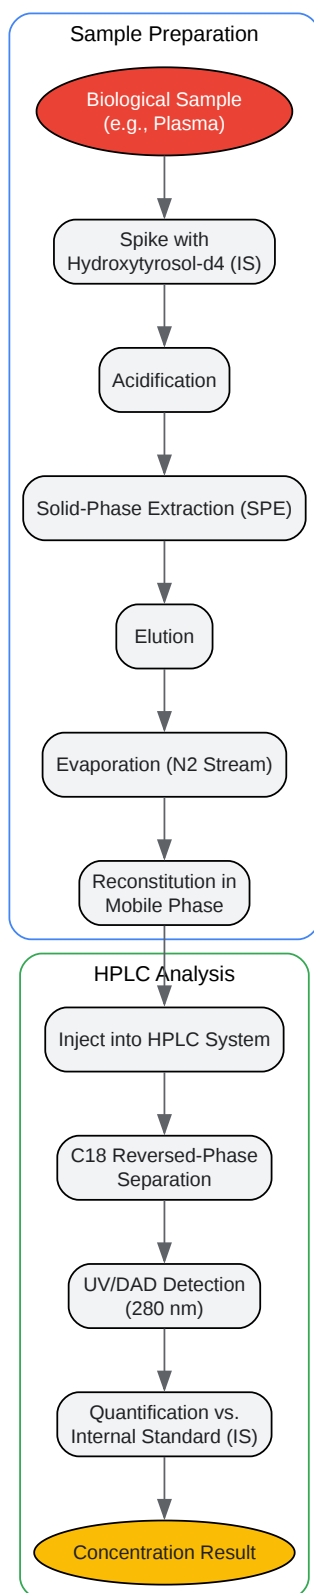 Sample Preparation
Biological Sample
(e.g., Plasma)
Spike with
Hydroxytyrosol-d4 (IS)
Acidification
Solid-Phase Extraction (SPE)
Elution
Evaporation (N2 Stream)
Reconstitution in
Mobile Phase
HPLC Analysis
Inject into HPLC System
C18 Reversed-Phase
Separation
UV/DAD Detection
(280 nm)
Quantification vs.
Internal Standard (IS)
Concentration Result